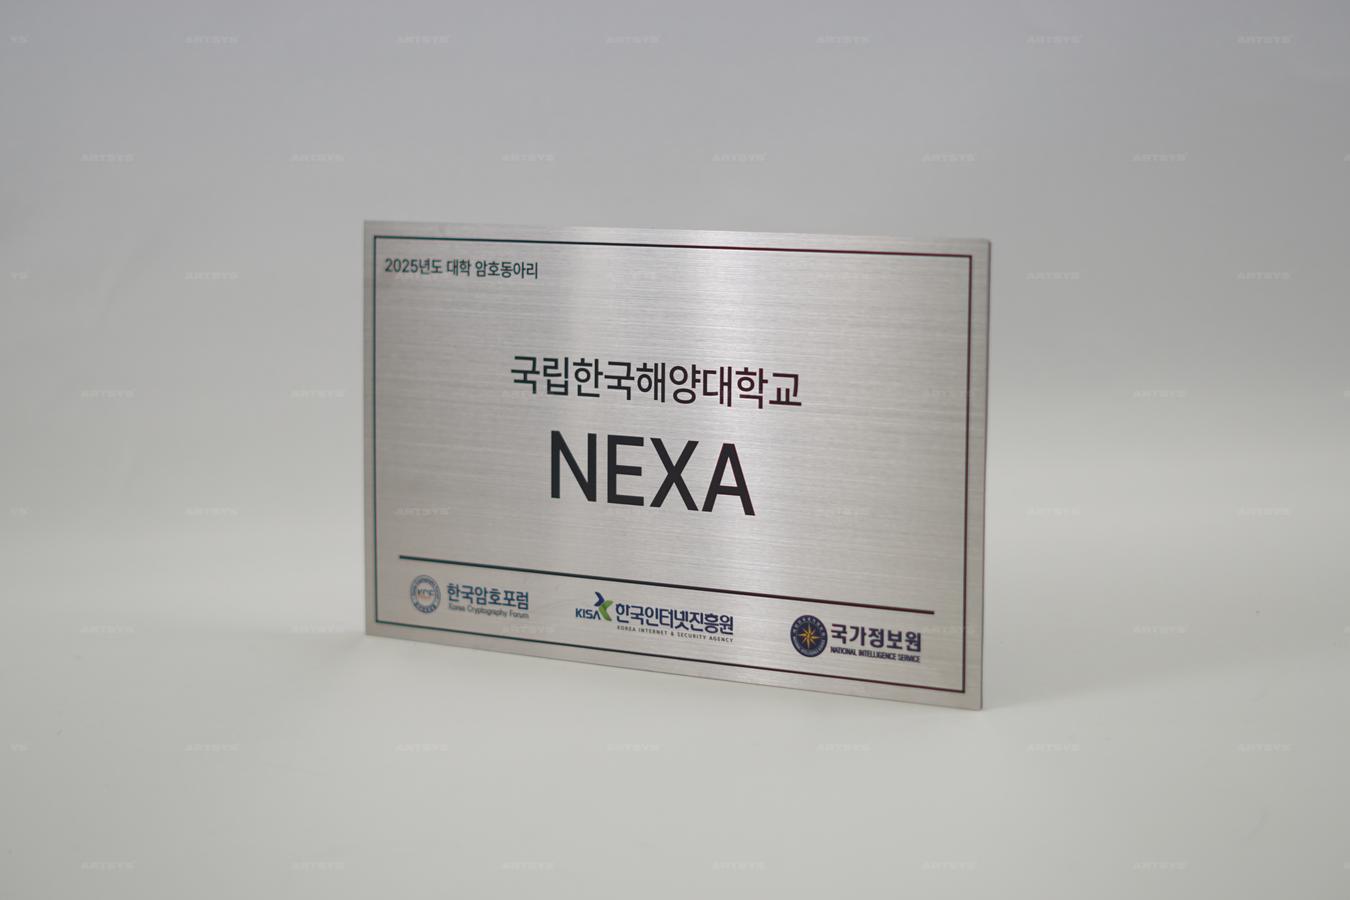 2025년도 대학 암호동아리
국립한국해양대학교
NEXA
KCF 한국암호포럼
Korea Cryptography Forum
KISA 한국인터넷진흥원
KOREA INTERNET & SECURITY AGENCY
국가정보원
NATIONAL INTELLIGENCE SERVICE
ARTSYS